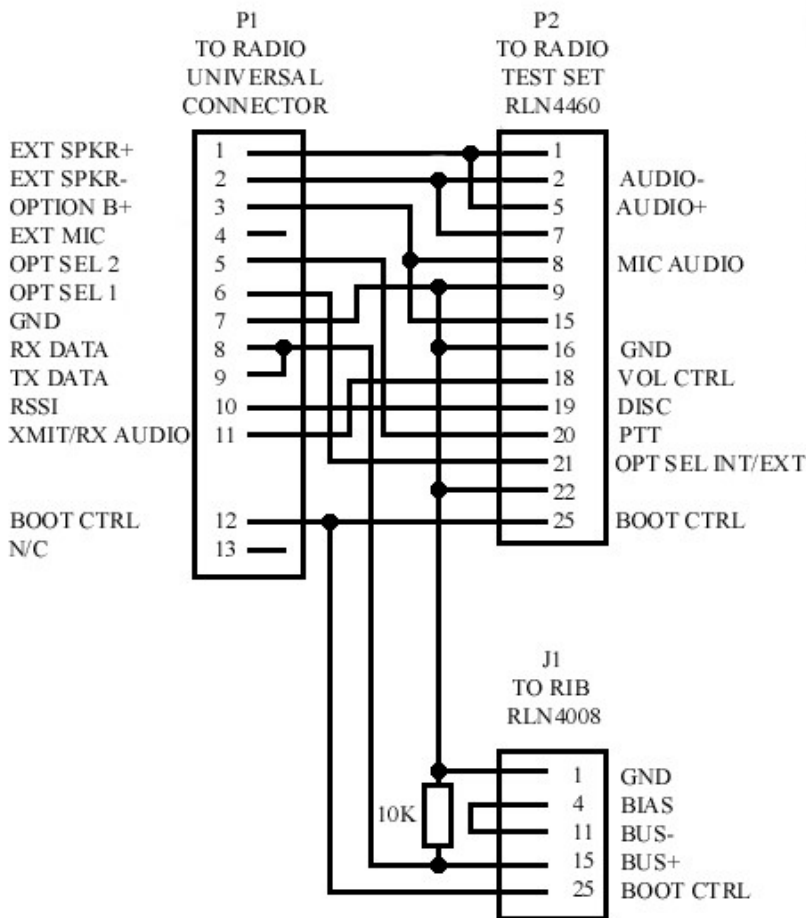 P1
TO RADIO
UNIVERSAL
CONNECTOR
P2
TO RADIO
TEST SET
RLN4460
EXT SPKR+ 1
EXT SPKR- 2
OPTION B+ 3
EXT MIC 4
OPT SEL 2 5
OPT SEL 1 6
GND 7
RX DATA 8
TX DATA 9
RSSI 10
XMIT/RX AUDIO 11
BOOT CTRL 12
N/C 13
1
2 AUDIO-
5 AUDIO+
7
8 MIC AUDIO
9
15
16 GND
18 VOL CTRL
19 DISC
20 PTT
21 OPT SEL INT/EXT
22
25 BOOT CTRL
J1
TO RIB
RLN4008
10K
1 GND
4 BIAS
11 BUS-
15 BUS+
25 BOOT CTRL